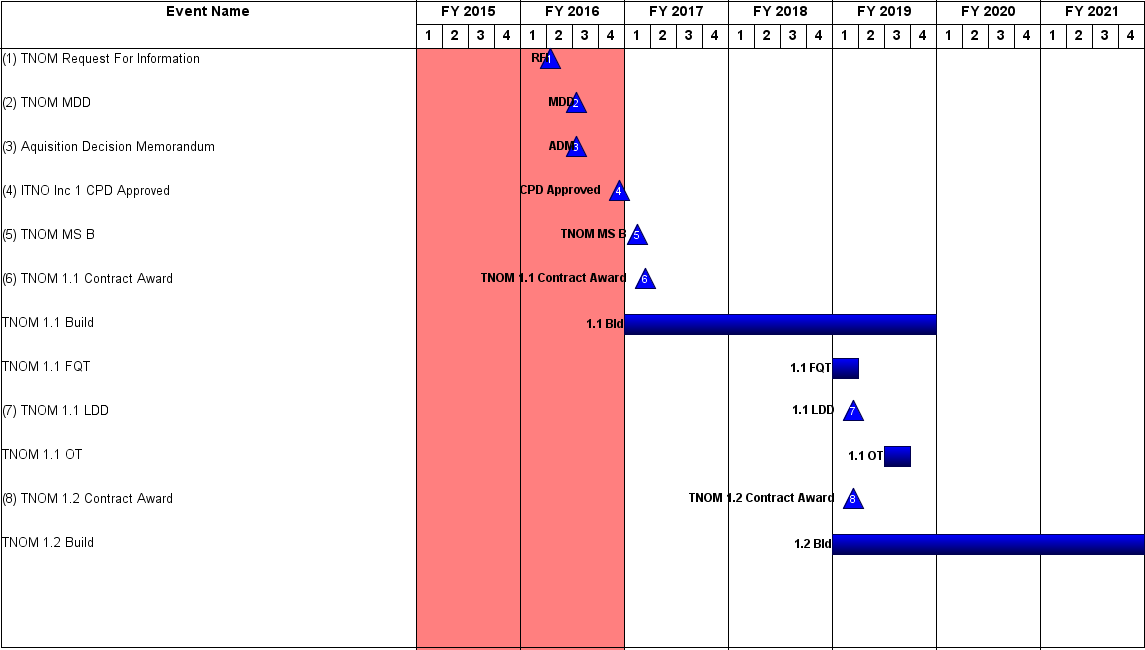 Event Name FY 2015 FY 2016 FY 2017 FY 2018 FY 2019 FY 2020 FY 2021
1 2 3 4 1 2 3 4 1 2 3 4 1 2 3 4 1 2 3 4 1 2 3 4 1 2 3 4
(1) TNOM Request For Information RFI 1
(2) TNOM MDD MDD 2
(3) Aquisition Decision Memorandum ADM 3
(4) ITNO Inc 1 CPD Approved CPD Approved 4
(5) TNOM MS B TNOM MS B 5
(6) TNOM 1.1 Contract Award TNOM 1.1 Contract Award 6
TNOM 1.1 Build 1.1 Bld
TNOM 1.1 FQT 1.1 FQT
(7) TNOM 1.1 LDD 1.1 LDD 7
TNOM 1.1 OT 1.1 OT
(8) TNOM 1.2 Contract Award TNOM 1.2 Contract Award 8
TNOM 1.2 Build 1.2 Bld